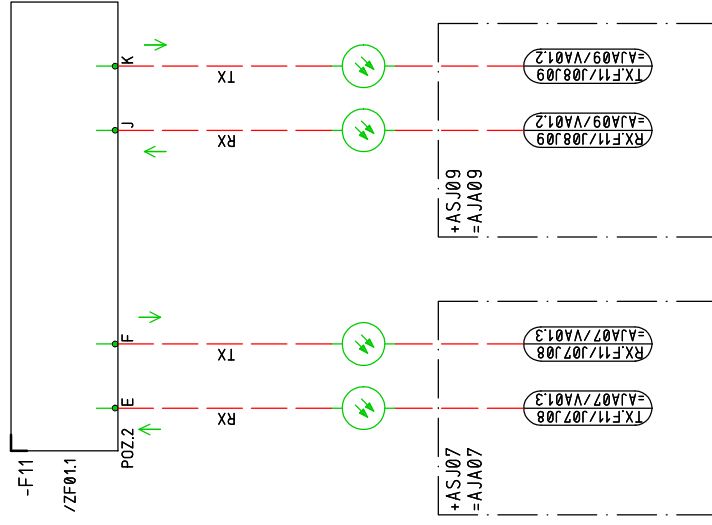 K
TX
TX.F11/J08J09
=AJA09/VA01.2
J
RX
RX.F11/J08J09
=AJA09/VA01.2
+ASJ09
=AJA09
F
TX
RX.F11/J07J08
=AJA07/VA01.3
E
RX
TX.F11/J07J08
=AJA07/VA01.3
POZ.2
-F11
/ZF01.1
+ASJ07
=AJA07